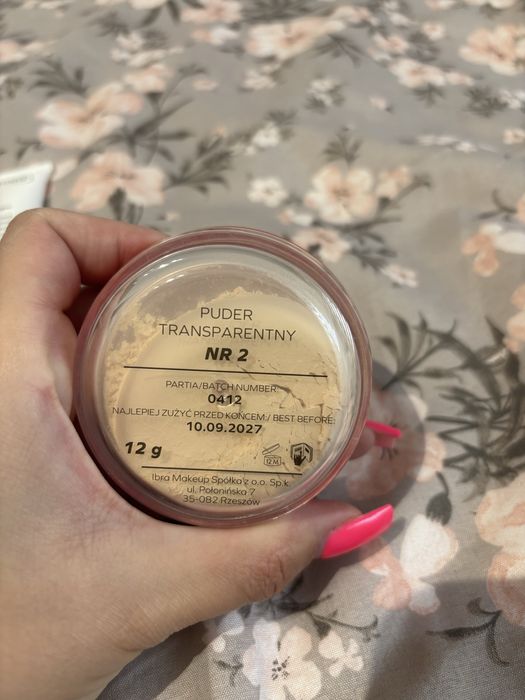 PUDER
TRANSPARENTNY
NR 2
PARTIA/BATCH NUMBER:
0412
NAJLEPIEJ ZUŻYĆ PRZED KOŃCEM:/ BEST BEFORE:
10.09.2027
12 g
12 M
Ibra Makeup Spółka z o.o. Sp.k.
ul. Połonińska 7
35-082 Rzeszów